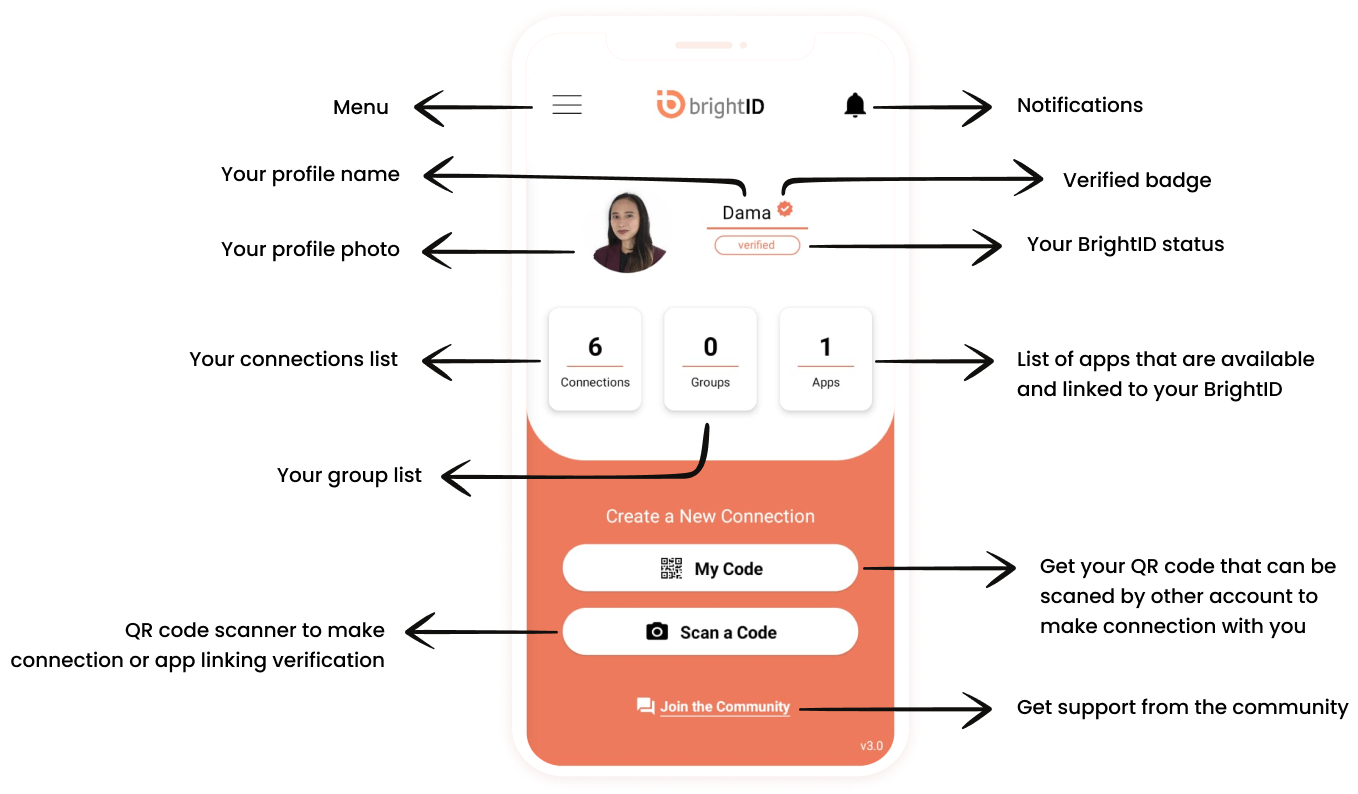 Menu
brightID
Notifications
Your profile name
Verified badge
Dama
Your profile photo
verified
Your BrightID status
Your connections list
6
Connections
0
Groups
1
Apps
List of apps that are available
and linked to your BrightID
Your group list
Create a New Connection
My Code
Get your QR code that can be
scaned by other account to
make connection with you
Scan a Code
QR code scanner to make
connection or app linking verification
Join the Community
Get support from the community
v3.0